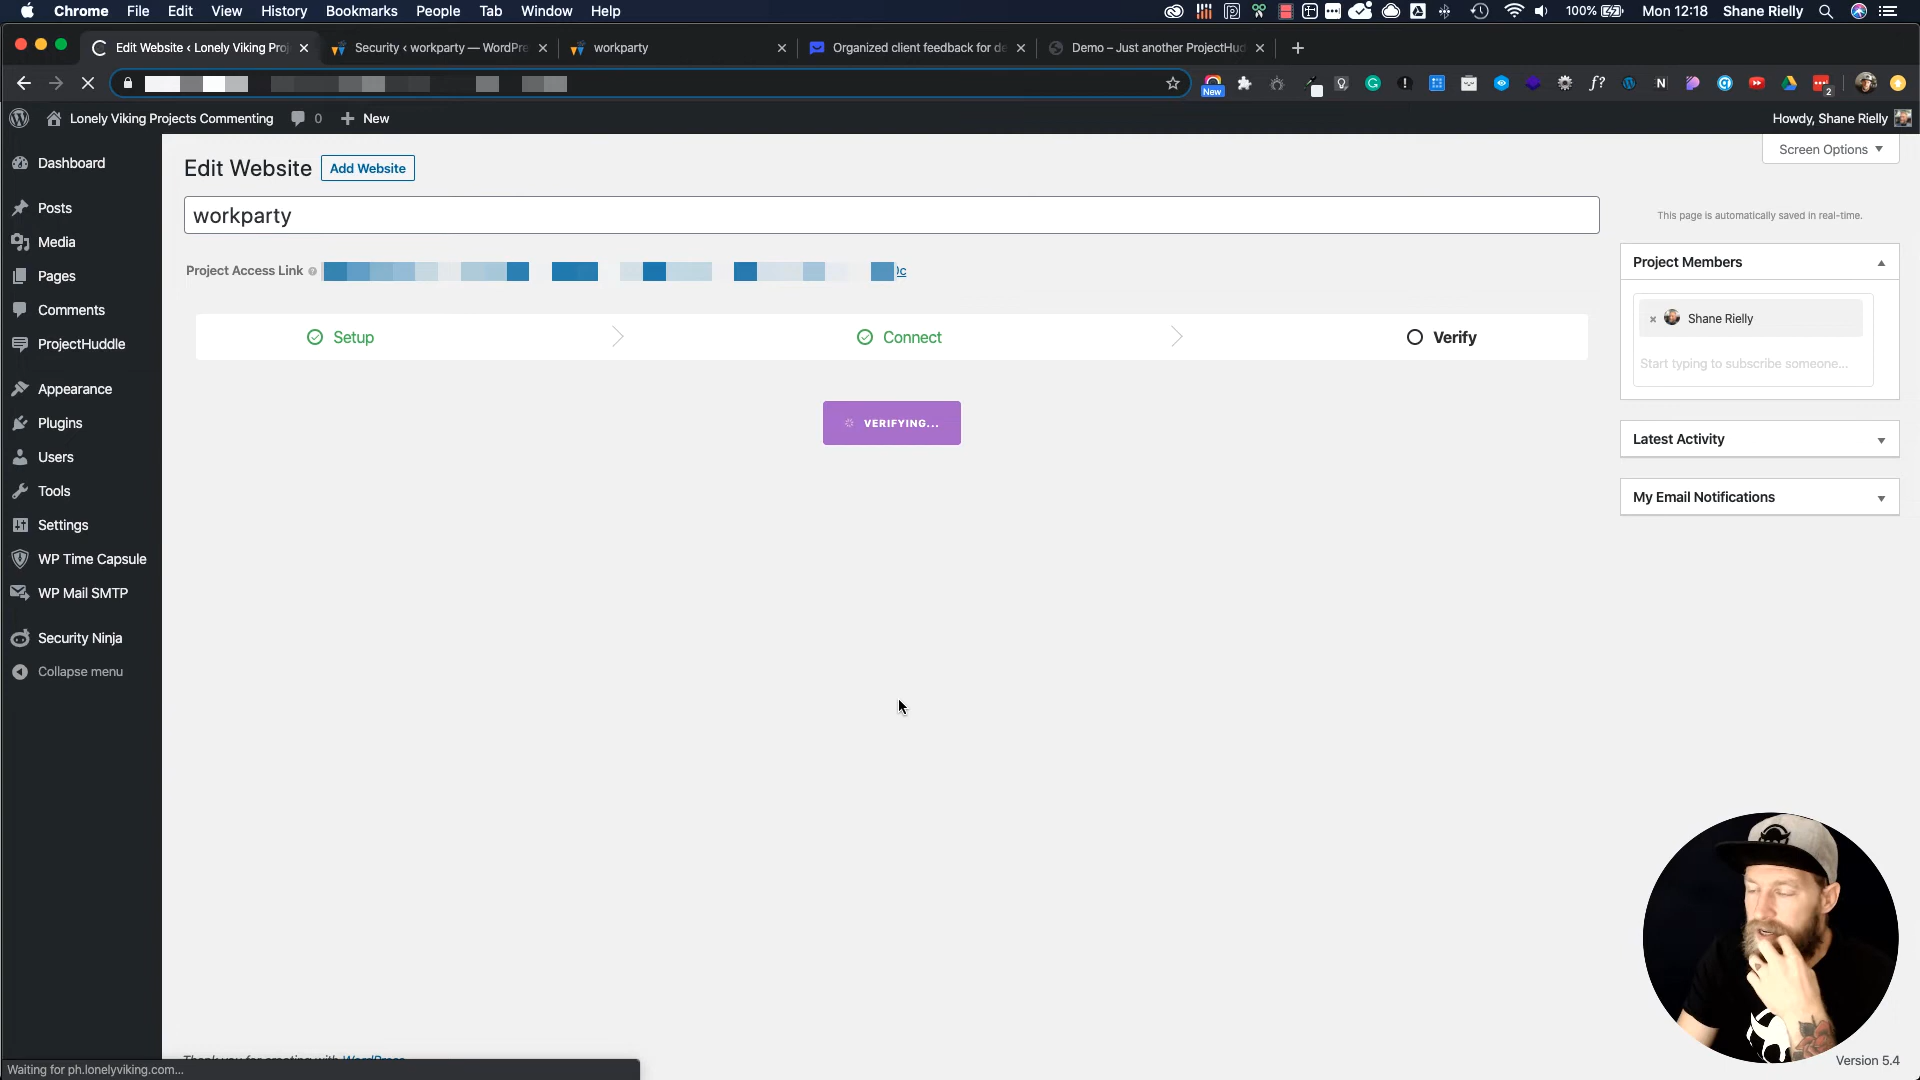 Chrome File Edit View History Bookmarks People Tab Window Help
100% Mon 12:18 Shane Rielly
Edit Website ‹ Lonely Viking Proj
Security ‹ workparty — WordPre
workparty
Organized client feedback for de
Demo – Just another ProjectHud
New
Lonely Viking Projects Commenting 0 New
Howdy, Shane Rielly
Screen Options
Dashboard
Posts
Media
Pages
Comments
ProjectHuddle
Appearance
Plugins
Users
Tools
Settings
WP Time Capsule
WP Mail SMTP
Security Ninja
Collapse menu
Edit Website Add Website
workparty
Project Access Link
Setup
Connect
Verify
VERIFYING...
This page is automatically saved in real-time.
Project Members
× Shane Rielly
Start typing to subscribe someone...
Latest Activity
My Email Notifications
Version 5.4
Waiting for ph.lonelyviking.com...